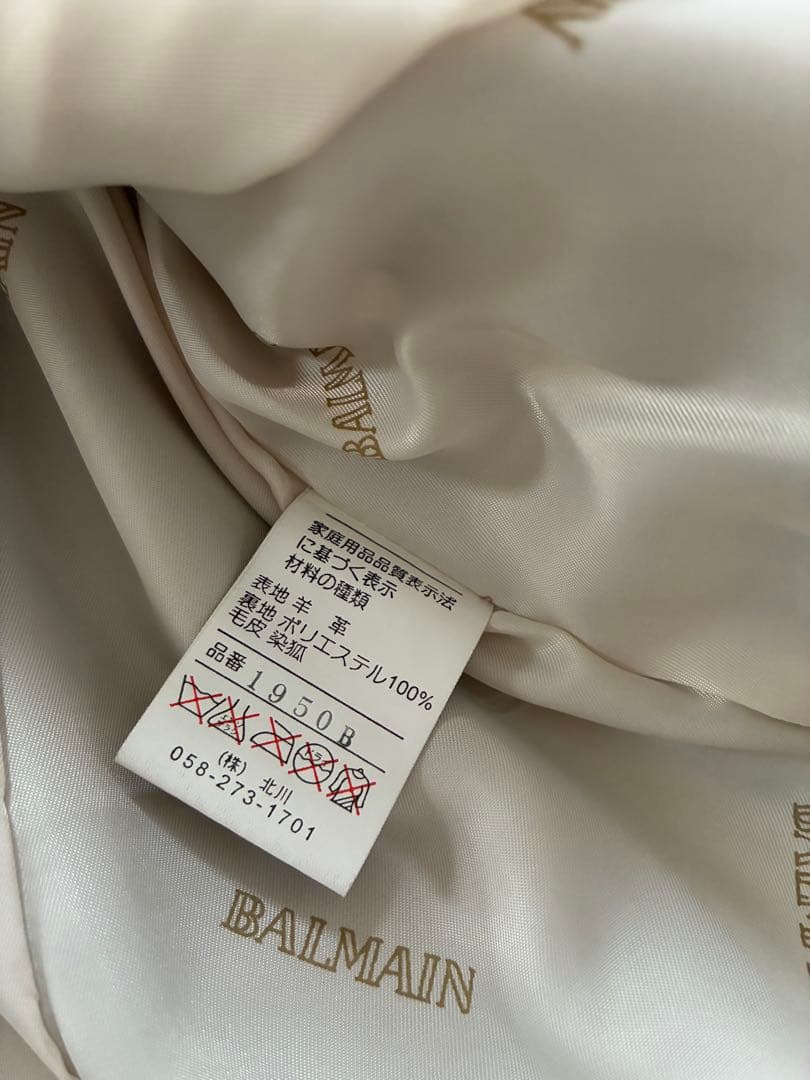 BALMAIN
家庭用品品質表示法
に基づく表示
材料の種類
表地 羊 革
裏地 ポリエステル100%
毛皮 染狐
品番
1950B
(株) 北川
058-273-1701
BALMAIN